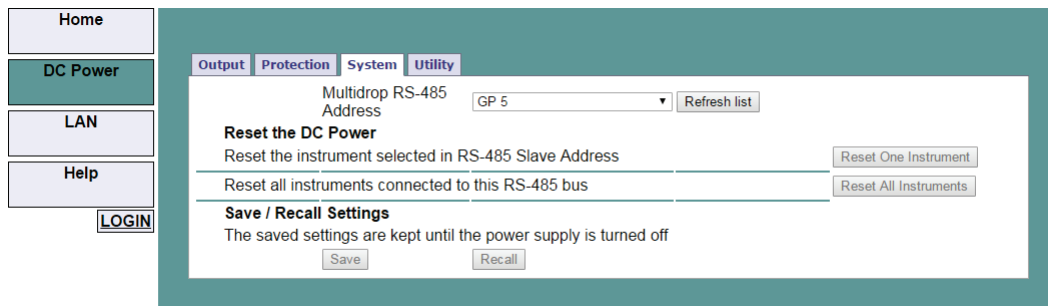 Home
DC Power
LAN
Help
LOGIN
Output Protection System Utility
Multidrop RS-485
Address
GP 5
Refresh list
Reset the DC Power
Reset the instrument selected in RS-485 Slave Address
Reset One Instrument
Reset all instruments connected to this RS-485 bus
Reset All Instruments
Save / Recall Settings
The saved settings are kept until the power supply is turned off
Save Recall